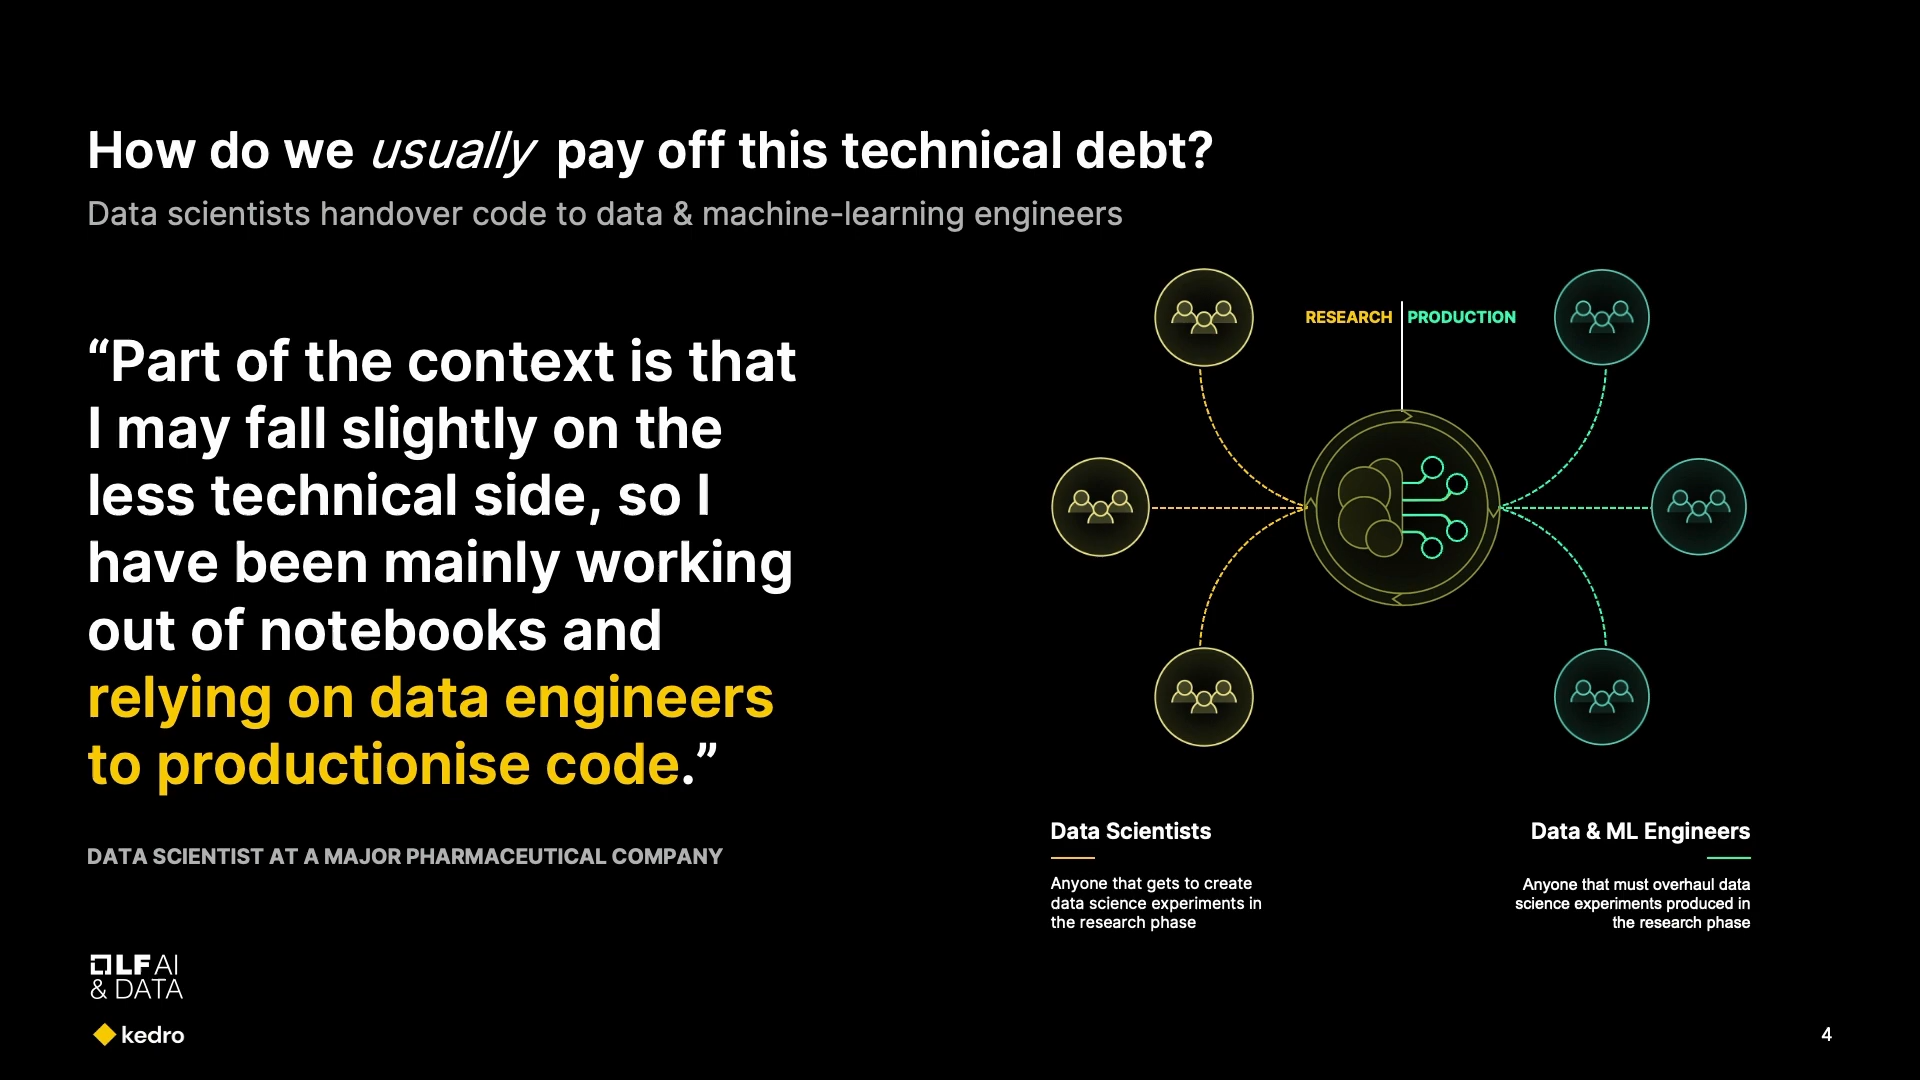 How do we usually pay off this technical debt?
Data scientists handover code to data & machine-learning engineers
“Part of the context is that
I may fall slightly on the
less technical side, so I
have been mainly working
out of notebooks and
relying on data engineers
to productionise code.”
DATA SCIENTIST AT A MAJOR PHARMACEUTICAL COMPANY
RESEARCH
PRODUCTION
Data Scientists
Anyone that gets to create
data science experiments in
the research phase
Data & ML Engineers
Anyone that must overhaul data
science experiments produced in
the research phase
LF AI
& DATA
kedro
4